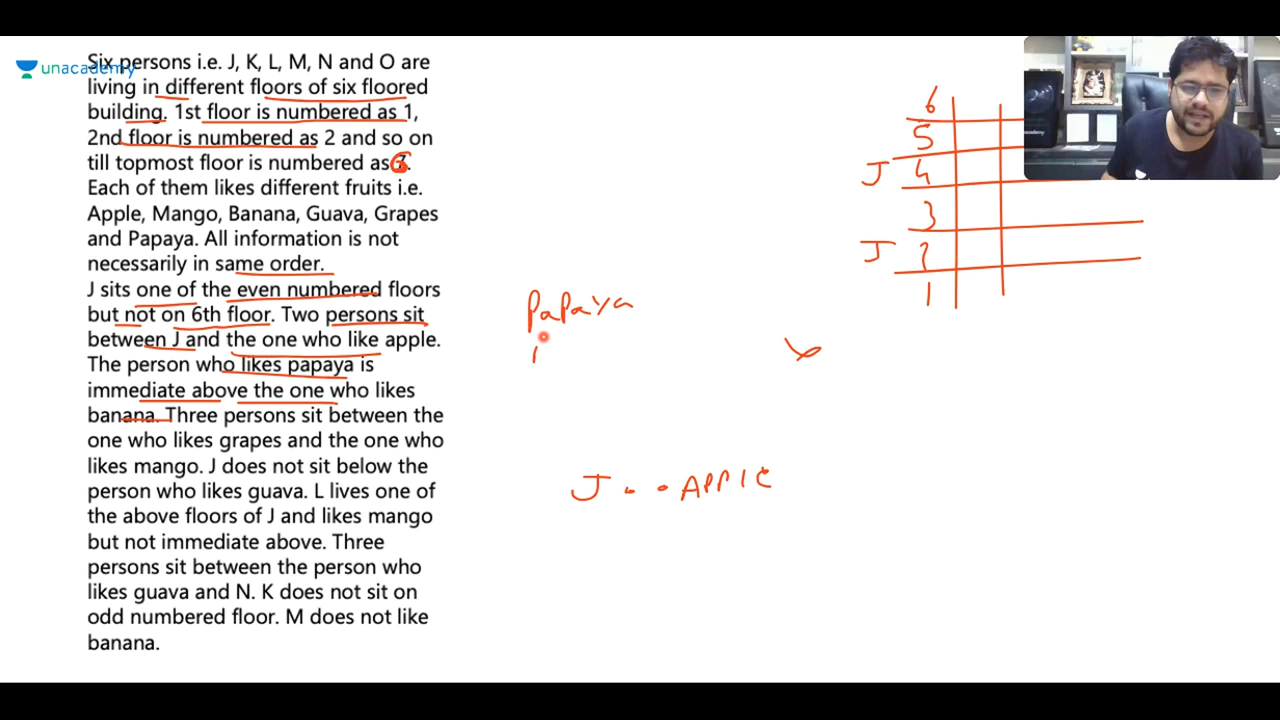 Six persons i.e. J, K, L, M, N and O are
unacademy
living in different floors of six floored
building. 1st floor is numbered as 1,
2nd floor is numbered as 2 and so on
till topmost floor is numbered as 6.
Each of them likes different fruits i.e.
Apple, Mango, Banana, Guava, Grapes
and Papaya. All information is not
necessarily in same order.
J sits one of the even numbered floors
but not on 6th floor. Two persons sit
between J and the one who like apple.
The person who likes papaya is
immediate above the one who likes
banana. Three persons sit between the
one who likes grapes and the one who
likes mango. J does not sit below the
person who likes guava. L lives one of
the above floors of J and likes mango
but not immediate above. Three
persons sit between the person who
likes guava and N. K does not sit on
odd numbered floor. M does not like
banana.
Papaya
J . . APPLE
6
5
J 4
3
J 2
1